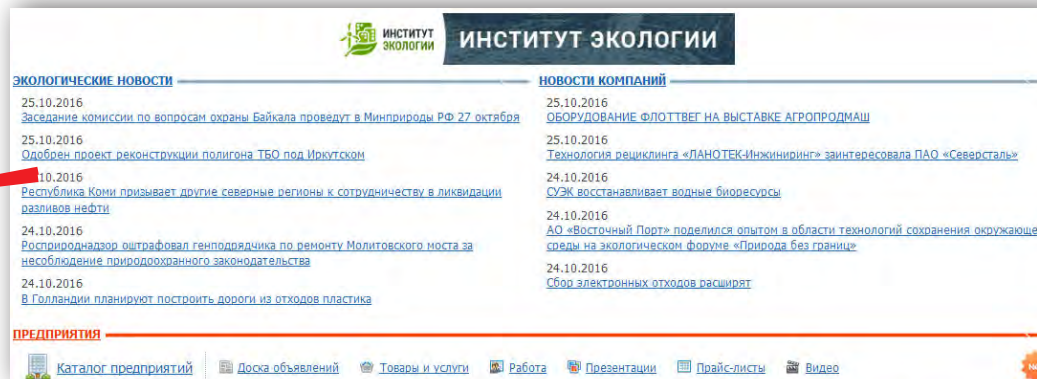 ИНСТИТУТ
ЭКОЛОГИИ
ИНСТИТУТ ЭКОЛОГИИ
ЭКОЛОГИЧЕСКИЕ НОВОСТИ
25.10.2016
Заседание комиссии по вопросам охраны Байкала проведут в Минприроды РФ 27 октября
25.10.2016
Одобрен проект реконструкции полигона ТБО под Иркутском
.10.2016
Республика Коми призывает другие северные регионы к сотрудничеству в ликвидации
разливов нефти
24.10.2016
Росприроднадзор оштрафовал генподрядчика по ремонту Молитовского моста за
несоблюдение природоохранного законодательства
24.10.2016
В Голландии планируют построить дороги из отходов пластика
НОВОСТИ КОМПАНИЙ
25.10.2016
ОБОРУДОВАНИЕ ФЛОТТВЕГ НА ВЫСТАВКЕ АГРОПРОДМАШ
25.10.2016
Технология рециклинга «ЛАНОТЕК-Инжиниринг» заинтересовала ПАО «Северсталь»
24.10.2016
СУЭК восстанавливает водные биоресурсы
24.10.2016
АО «Восточный Порт» поделился опытом в области технологий сохранения окружающе
среды на экологическом форуме «Природа без границ»
24.10.2016
Сбор электронных отходов расширят
ПРЕДПРИЯТИЯ
Каталог предприятий Доска объявлений Товары и услуги Работа Презентации Прайс-листы Видео